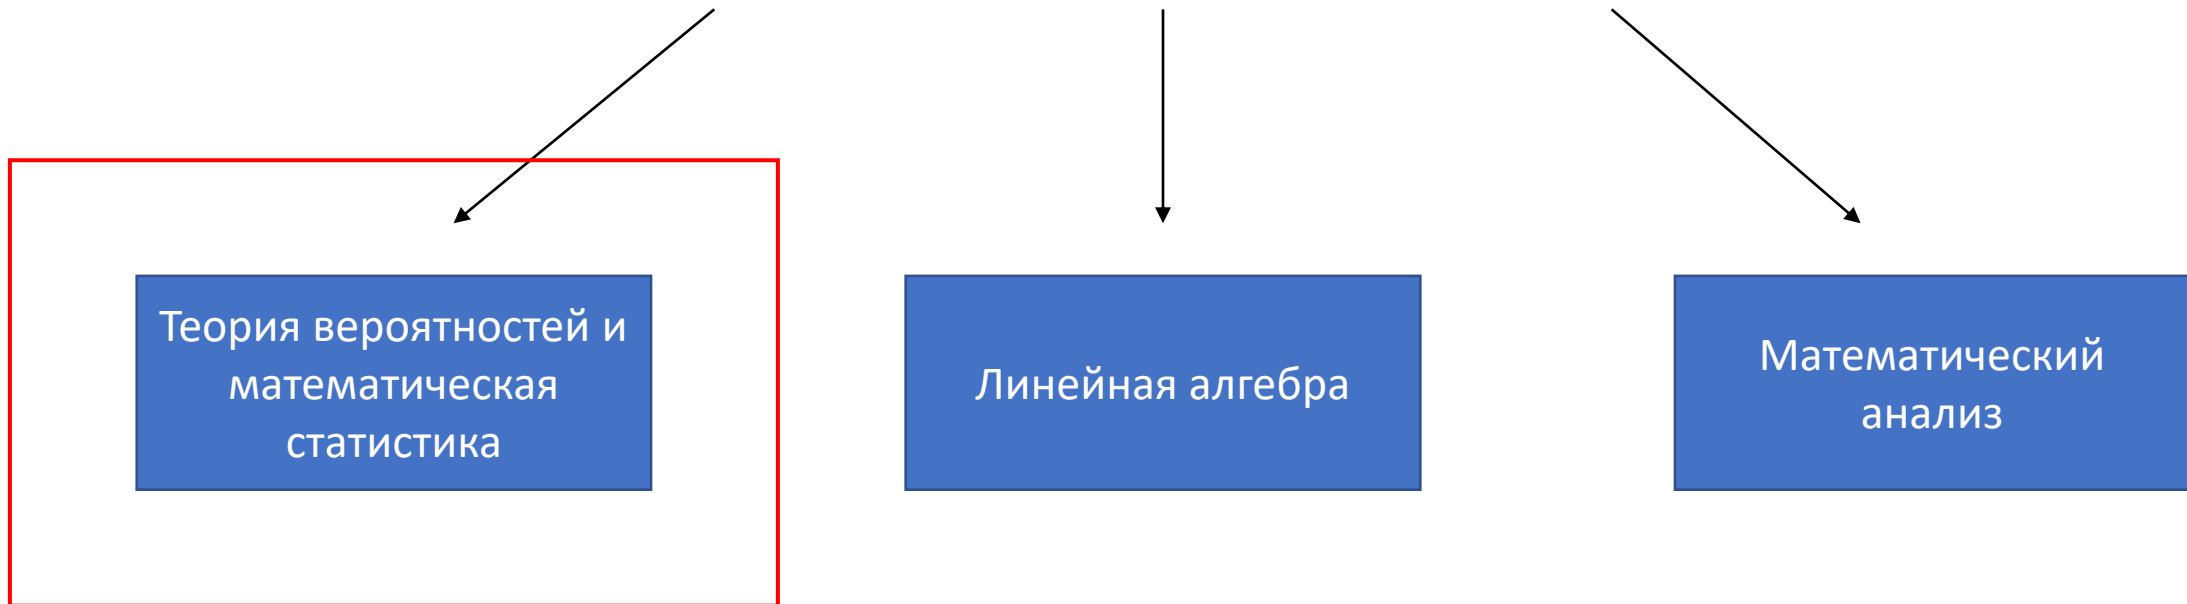 Теория вероятностей и
математическая
статистика
Линейная алгебра
Математический
анализ